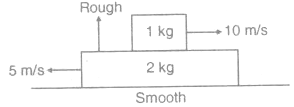 Rough
1 kg
10 m/s
5 m/s
2 kg
Smooth